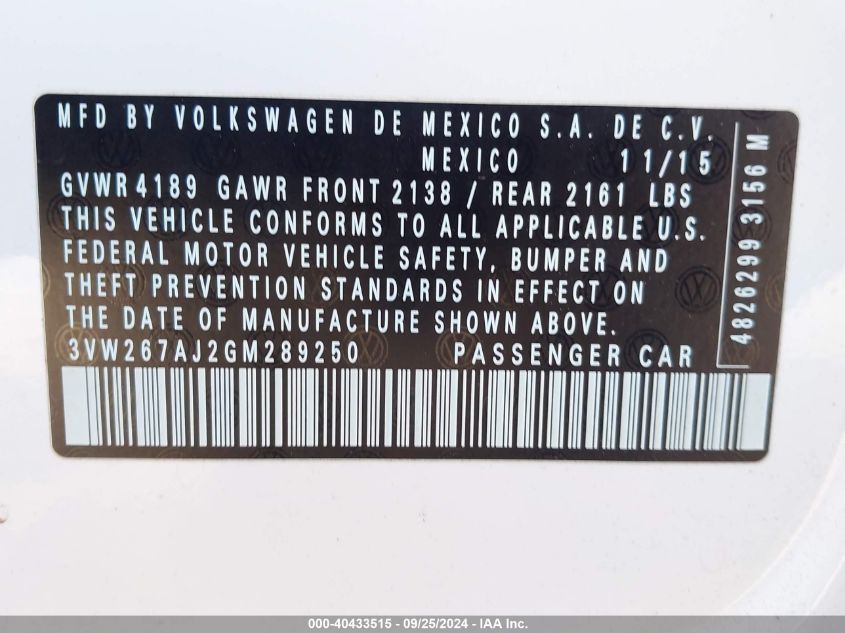 MFD BY VOLKSWAGEN DE MEXICO S.A. DE C.V.
MEXICO 11/15
GVWR 4189 GAWR FRONT 2138 / REAR 2161 LBS
THIS VEHICLE CONFORMS TO ALL APPLICABLE U.S.
FEDERAL MOTOR VEHICLE SAFETY, BUMPER AND
THEFT PREVENTION STANDARDS IN EFFECT ON
THE DATE OF MANUFACTURE SHOWN ABOVE.
3VW267AJ2GM289250 PASSENGER CAR
4826299 3156 M
000-40433515 - 09/25/2024 - Copyright © 2024 IAA, Inc.